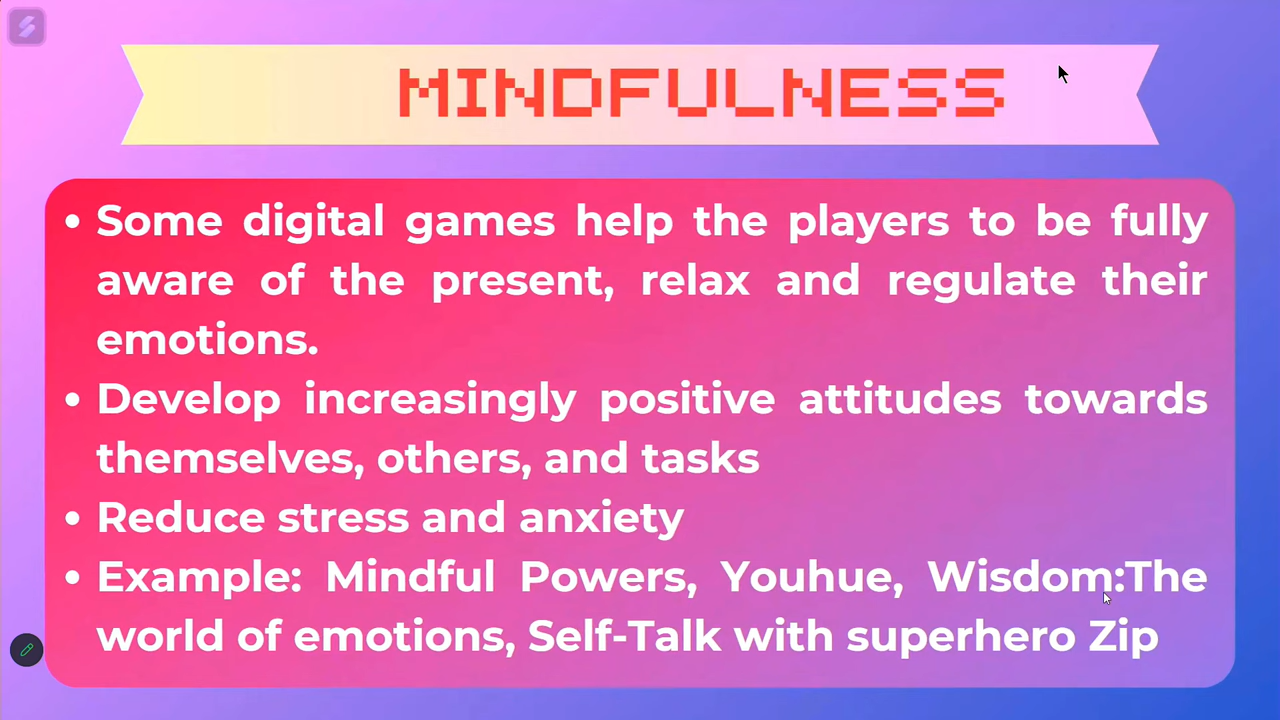 MINDFULNESS
• Some digital games help the players to be fully
aware of the present, relax and regulate their
emotions.
• Develop increasingly positive attitudes towards
themselves, others, and tasks
• Reduce stress and anxiety
• Example: Mindful Powers, Youhue, Wisdom:The
world of emotions, Self-Talk with superhero Zip